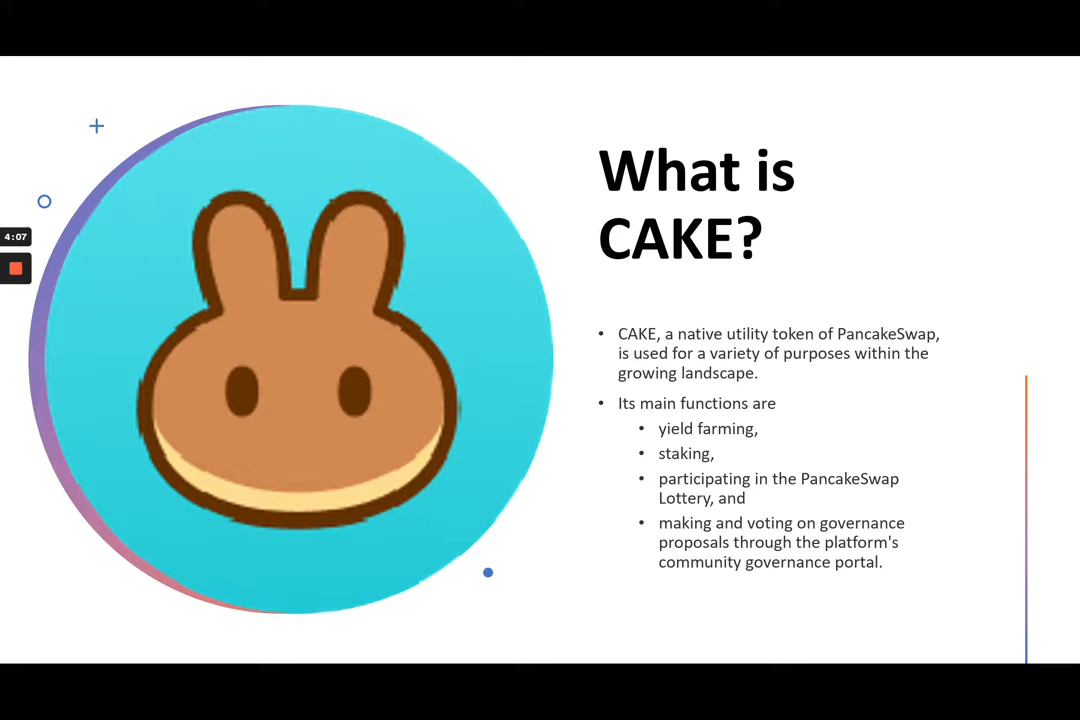 4:07
What is
CAKE?
• CAKE, a native utility token of PancakeSwap,
is used for a variety of purposes within the
growing landscape.
• Its main functions are
• yield farming,
• staking,
• participating in the PancakeSwap
Lottery, and
• making and voting on governance
proposals through the platform's
community governance portal.